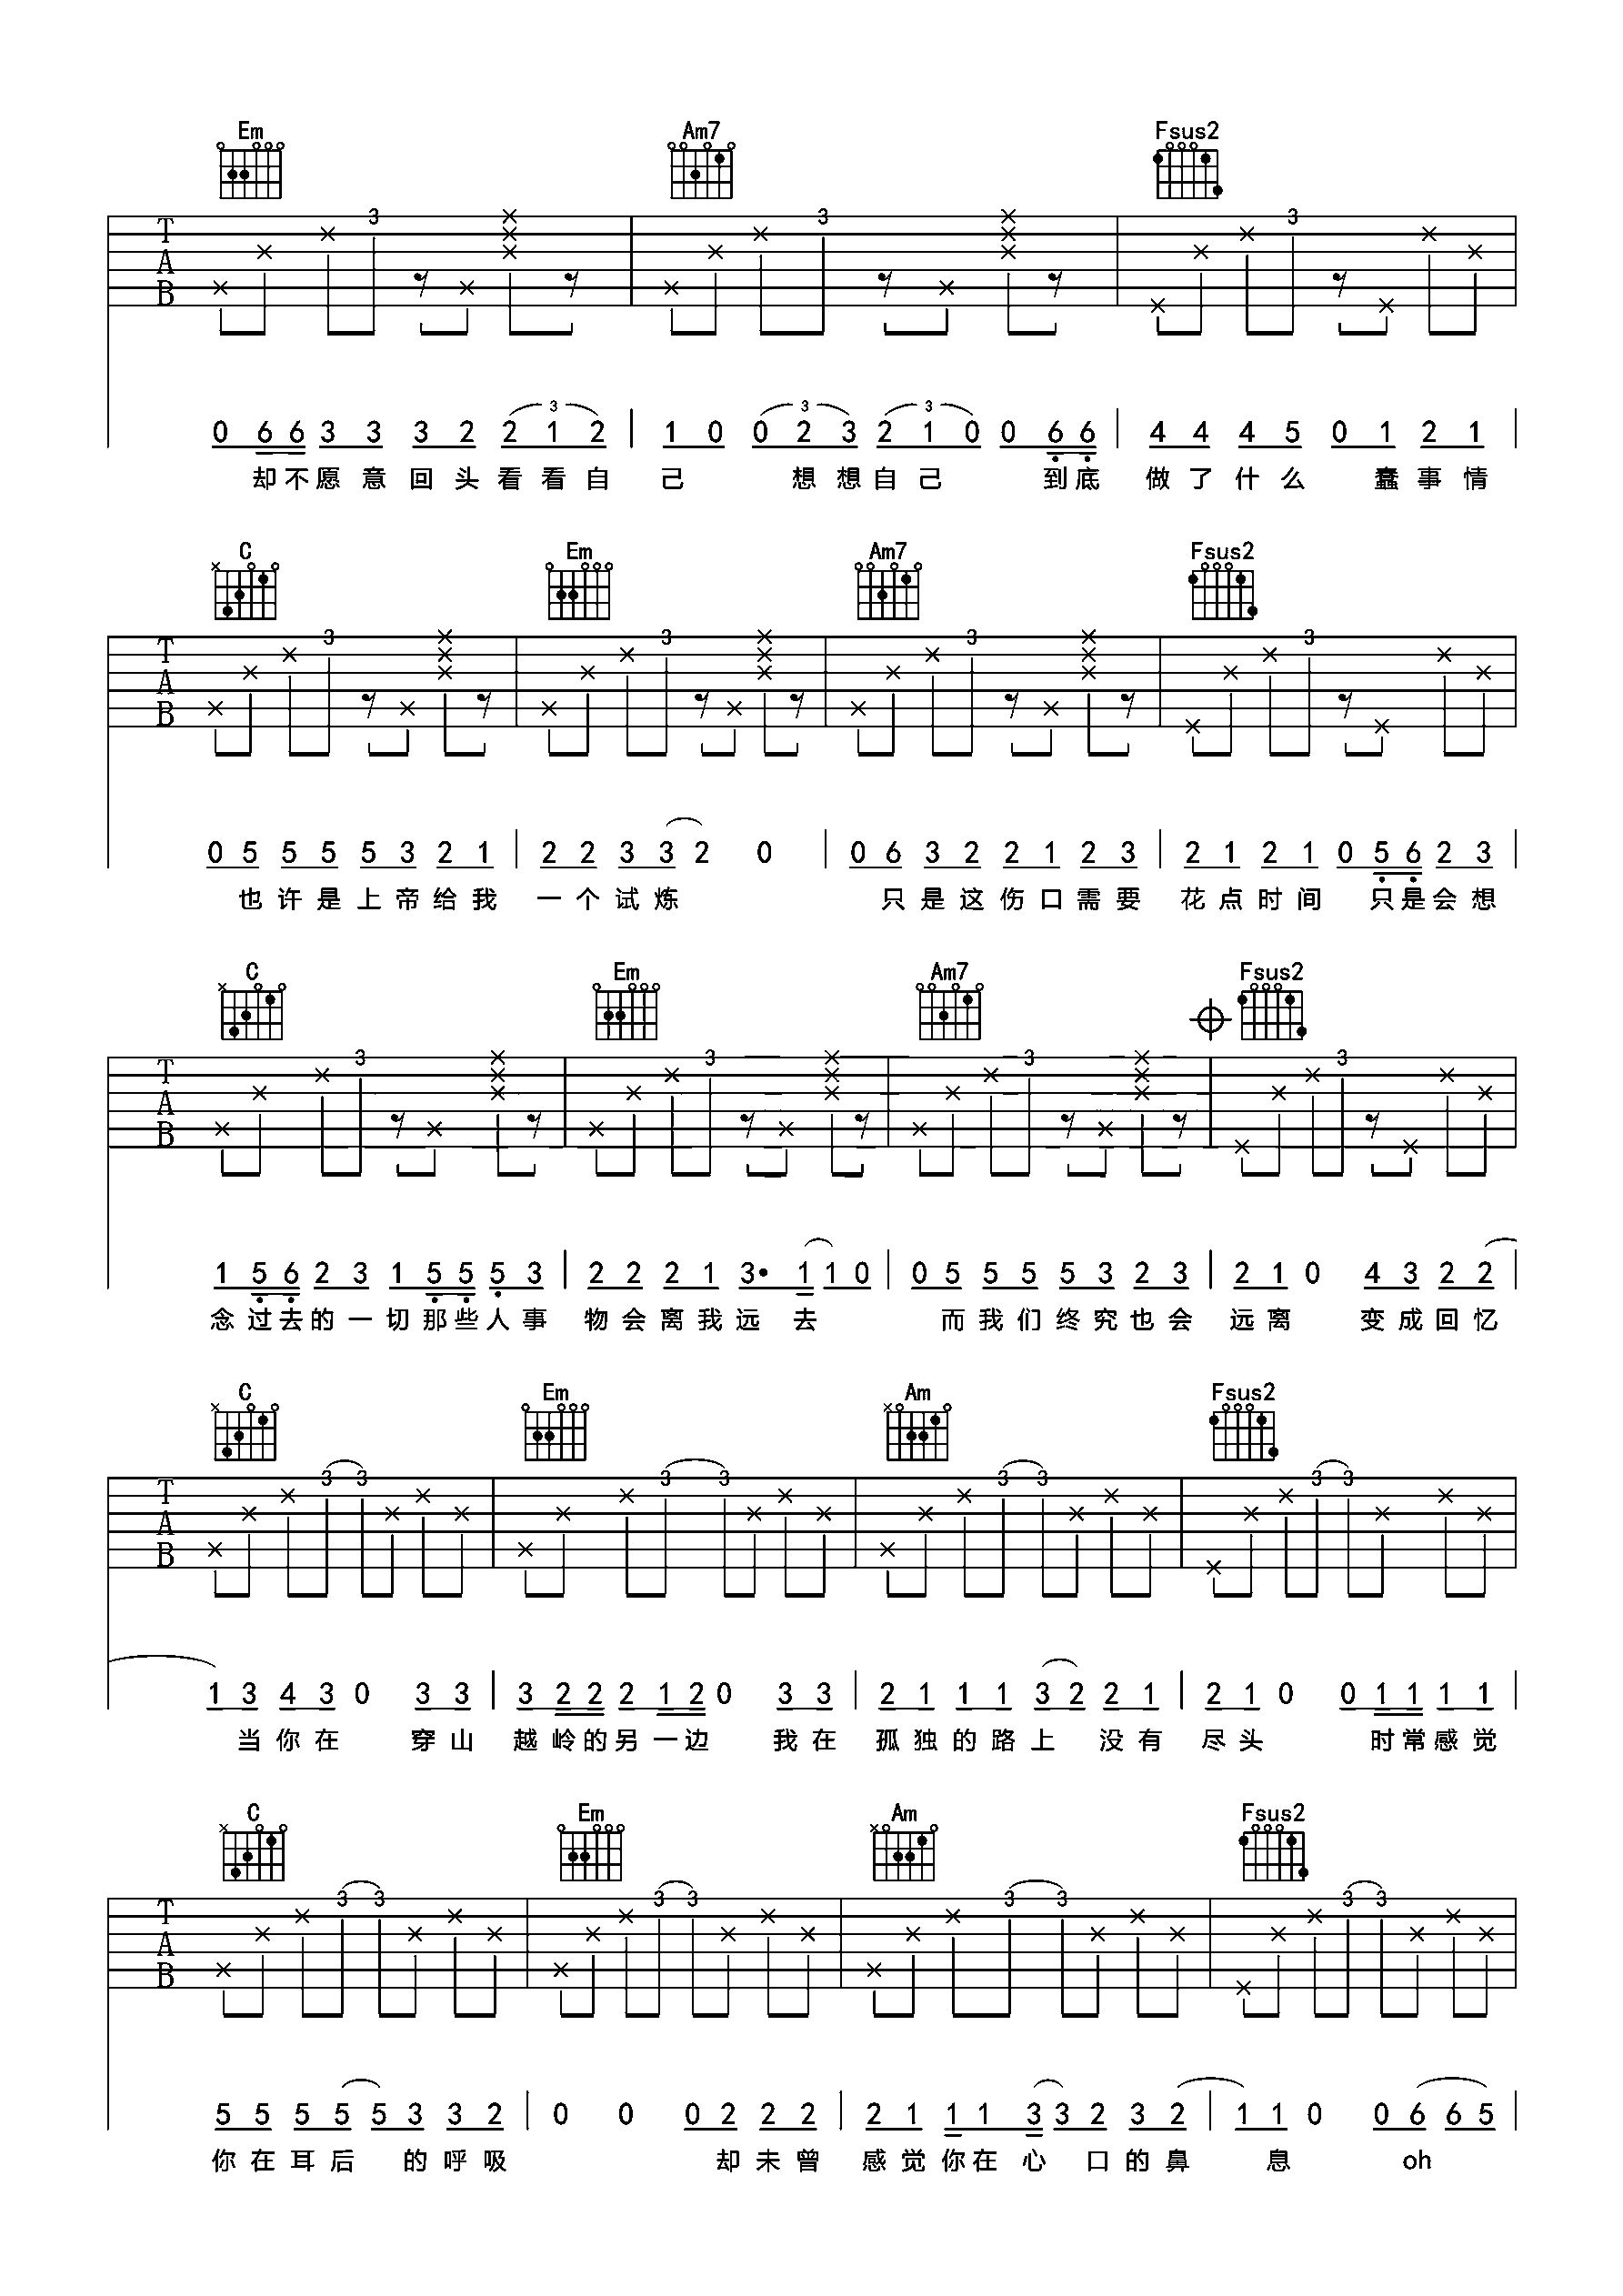 Em Am7 Fsus2
3 3 3
T
A
B
3 3 3
0 6 6 3 3 3 2 2 1 2 | 1 0 0 2 3 2 1 0 0 6 6 | 4 4 4 5 0 1 2 1
却不愿意回头看看自 己 想想自己 到底 做了什么 蠢事情
C Em Am7 Fsus2
3 3 3 3
T
A
B
0 5 5 5 5 3 2 1 | 2 2 3 3 2 0 | 0 6 3 2 2 1 2 3 | 2 1 2 1 0 5 6 2 3
也许是上帝给我 一个试炼 只是这伤口需要 花点时间 只是会想
C Em Am7 Fsus2
3 3 3 3
T
A
B
1 5 6 2 3 1 5 5 5 3 | 2 2 2 1 3• 1 1 0 | 0 5 5 5 5 3 2 3 | 2 1 0 4 3 2 2
念过去的一切那些人事 物会离我远 去 而我们终究也会 远离 变成回忆
C Em Am Fsus2
3 3 3 3 3 3 3 3
T
A
B
1 3 4 3 0 3 3 | 3 2 2 2 1 2 0 3 3 | 2 1 1 1 3 2 2 1 | 2 1 0 0 1 1 1 1
当你在 穿山 越岭的另一边 我在 孤独的路上 没有 尽头 时常感觉
C Em Am Fsus2
3 3 3 3 3 3 3 3
T
A
B
5 5 5 5 5 3 3 2 | 0 0 0 2 2 2 | 2 1 1 1 3 3 2 3 2 | 1 1 0 0 6 6 5
你在耳后 的呼吸 却未曾 感觉你在心 口的鼻 息 oh